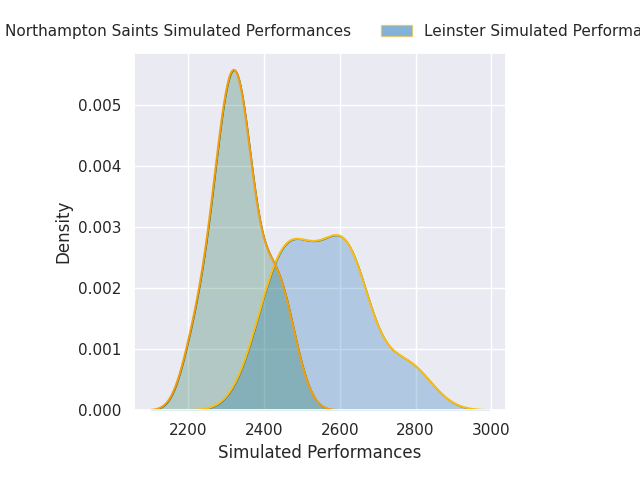 Northampton Saints Simulated Performances Leinster Simulated Performa
0.005
0.004
0.003
0.002
0.001
0.000
Density
2200 2400 2600 2800 3000
Simulated Performances